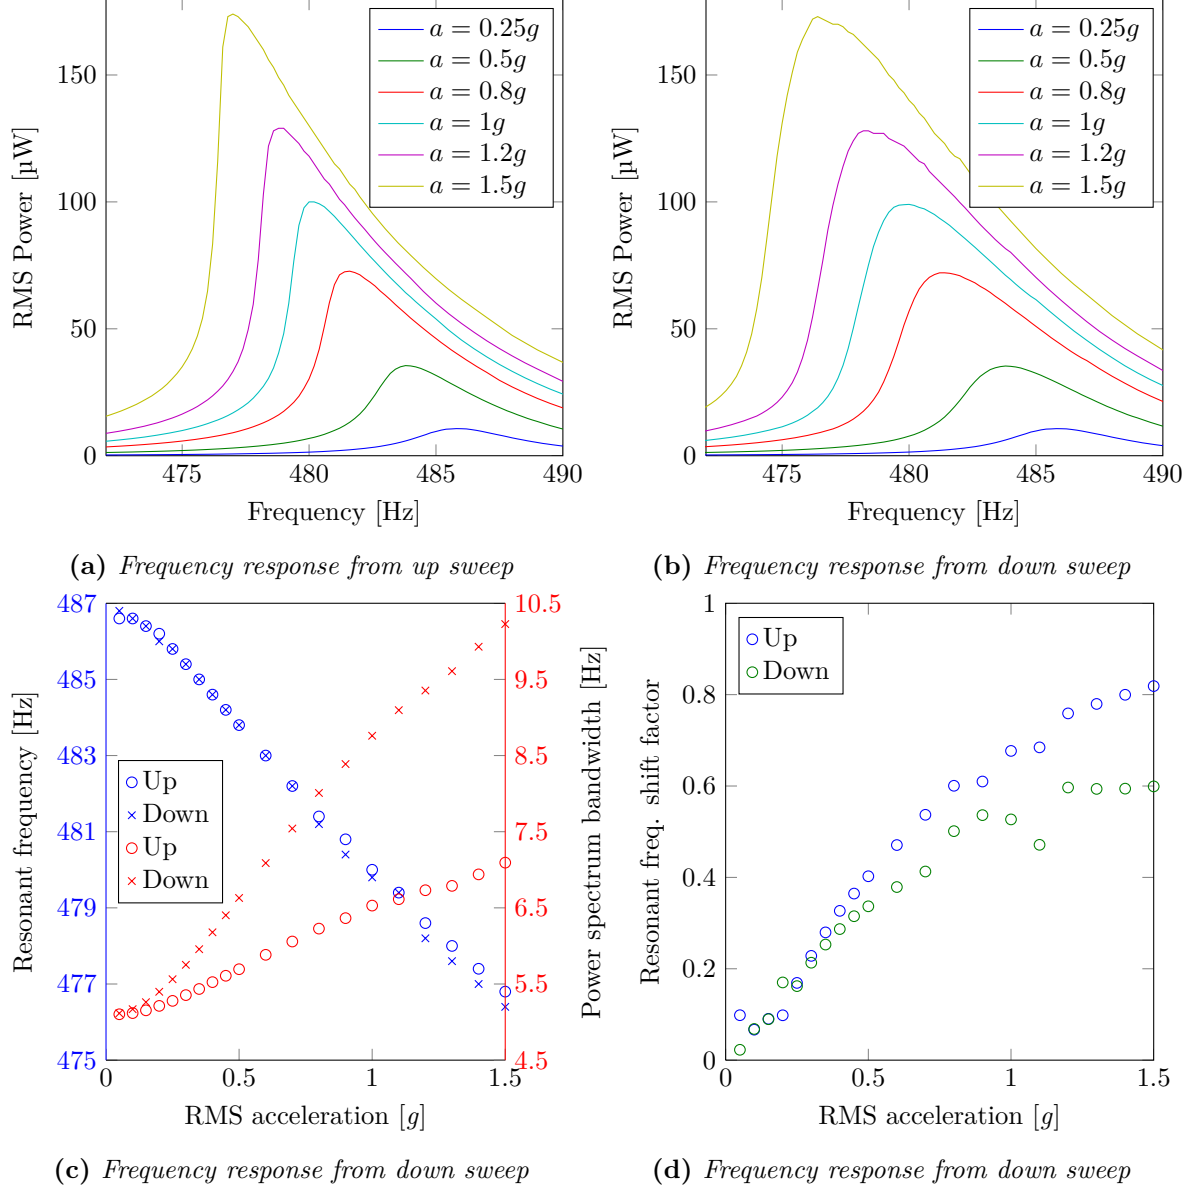 150
100
50
0
RMS Power [µW]
475 480 485 490
Frequency [Hz]
a = 0.25g
a = 0.5g
a = 0.8g
a = 1g
a = 1.2g
a = 1.5g
(a) Frequency response from up sweep
150
100
50
0
RMS Power [µW]
475 480 485 490
Frequency [Hz]
a = 0.25g
a = 0.5g
a = 0.8g
a = 1g
a = 1.2g
a = 1.5g
(b) Frequency response from down sweep
487
485
483
481
479
477
475
Resonant frequency [Hz]
Up
Down
Up
Down
10.5
9.5
8.5
7.5
6.5
5.5
4.5
Power spectrum bandwidth [Hz]
0 0.5 1 1.5
RMS acceleration [g]
(c) Frequency response from down sweep
1
0.8
0.6
0.4
0.2
0
Resonant freq. shift factor
Up
Down
0 0.5 1 1.5
RMS acceleration [g]
(d) Frequency response from down sweep